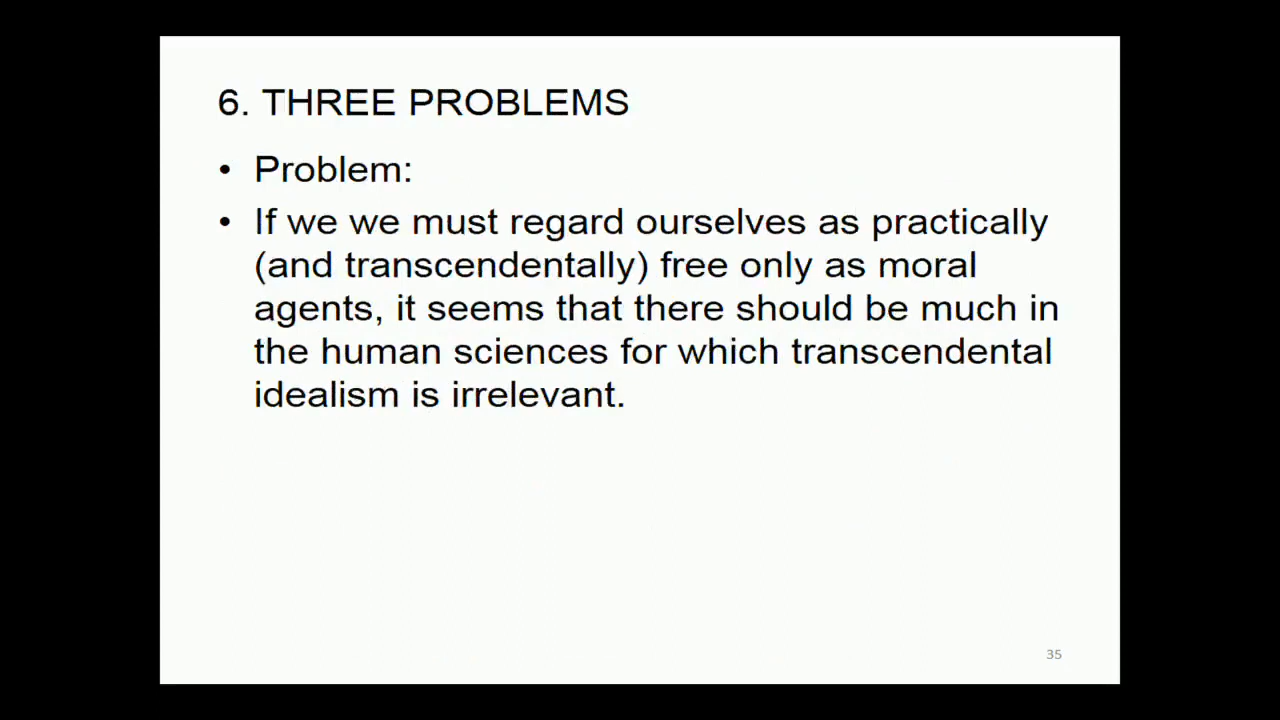 6. THREE PROBLEMS
• Problem:
• If we we must regard ourselves as practically
(and transcendentally) free only as moral
agents, it seems that there should be much in
the human sciences for which transcendental
idealism is irrelevant.
35